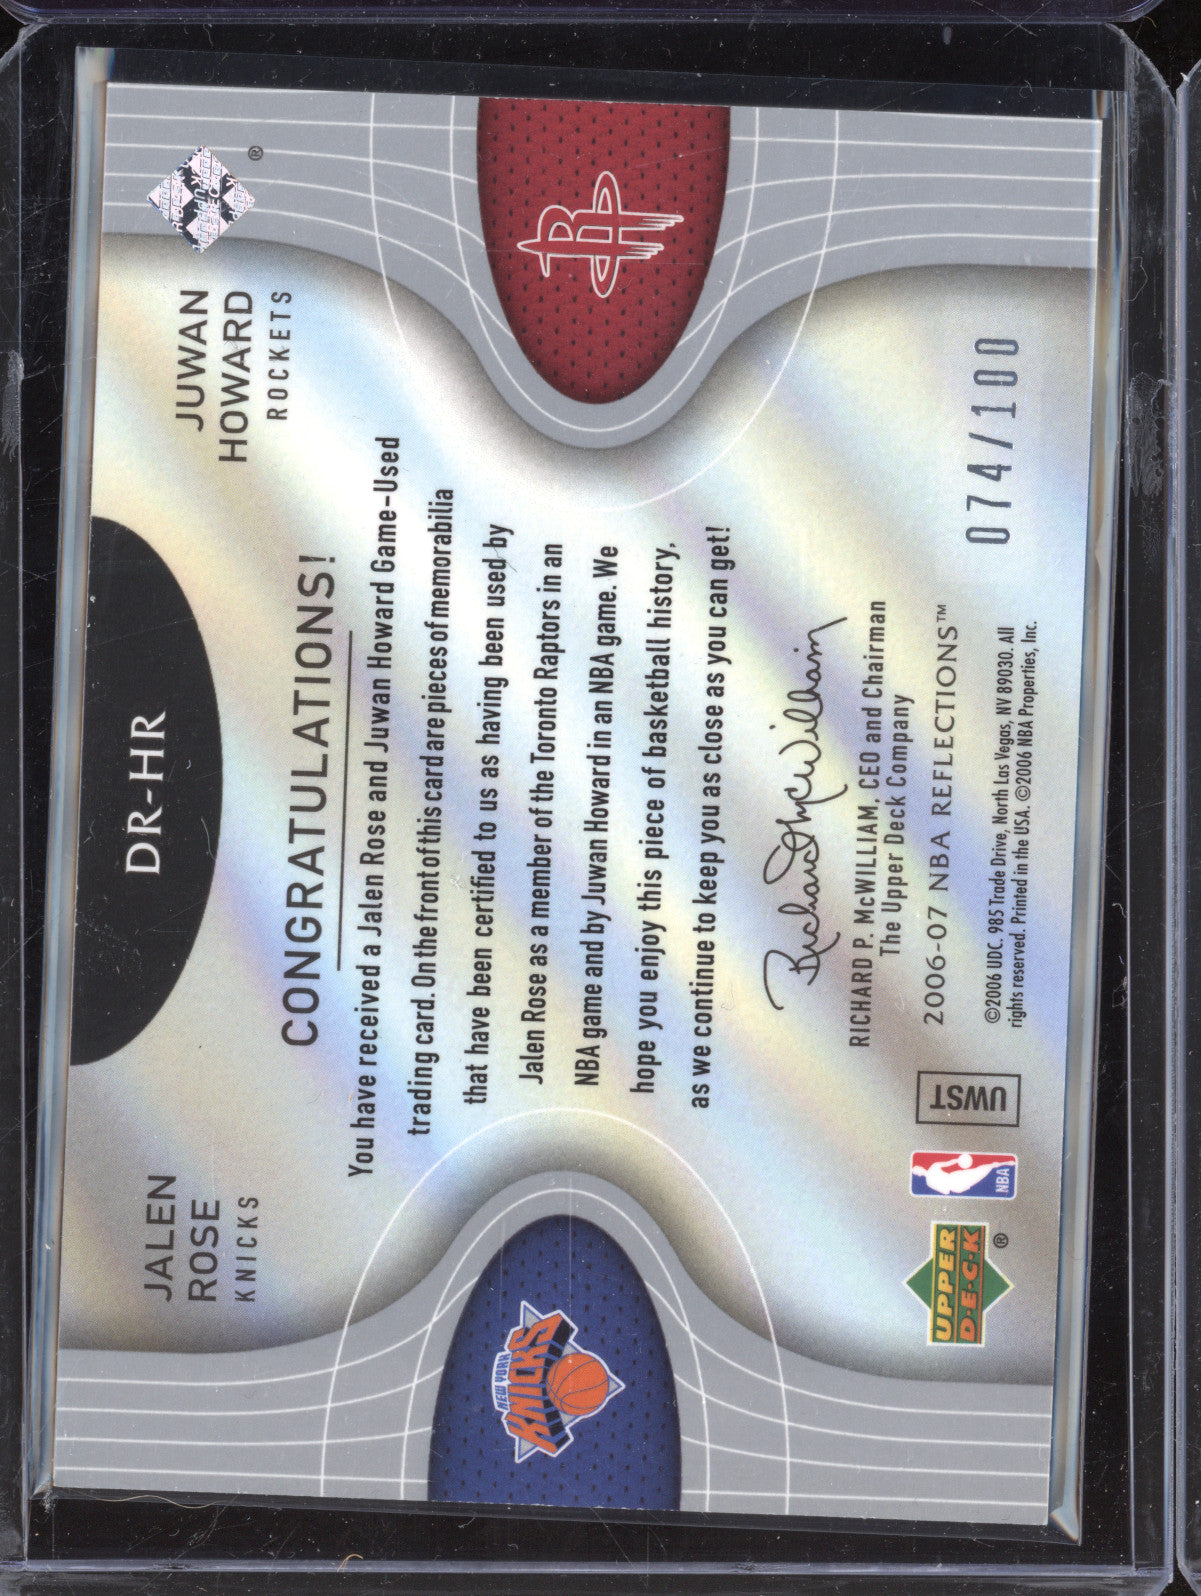 DR-HR
JALEN
ROSE
KNICKS
JUWAN
HOWARD
ROCKETS
®
CONGRATULATIONS!
You have received a Jalen Rose and Juwan Howard Game-Used
trading card. On the front of this card are pieces of memorabilia
that have been certified to us as having been used by
Jalen Rose as a member of the Toronto Raptors in an
NBA game and by Juwan Howard in an NBA game. We
hope you enjoy this piece of basketball history,
as we continue to keep you as close as you can get!
NEW YORK
KNICKS
R
Richard McWilliam
RICHARD P. McWILLIAM, CEO and Chairman
The Upper Deck Company
2006-07 NBA REFLECTIONS™
074/100
UPPER
D·E·C·K
®
NBA
UWST
©2006 UDC. 985 Trade Drive, North Las Vegas, NV 89030. All
rights reserved. Printed in the USA. ©2006 NBA Properties, Inc.